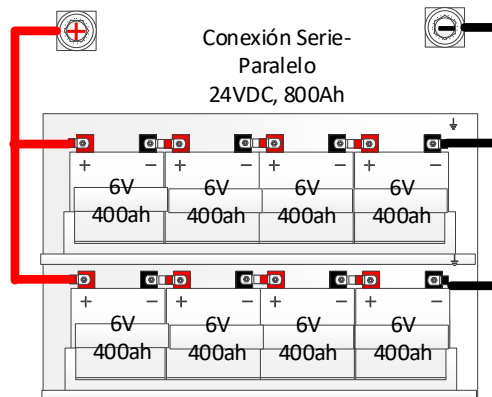 Conexión Serie-
Paralelo
24VDC, 800Ah
+ − + − + − + −
6V 6V 6V 6V
400ah 400ah 400ah 400ah
+ − + − + − + −
6V 6V 6V 6V
400ah 400ah 400ah 400ah